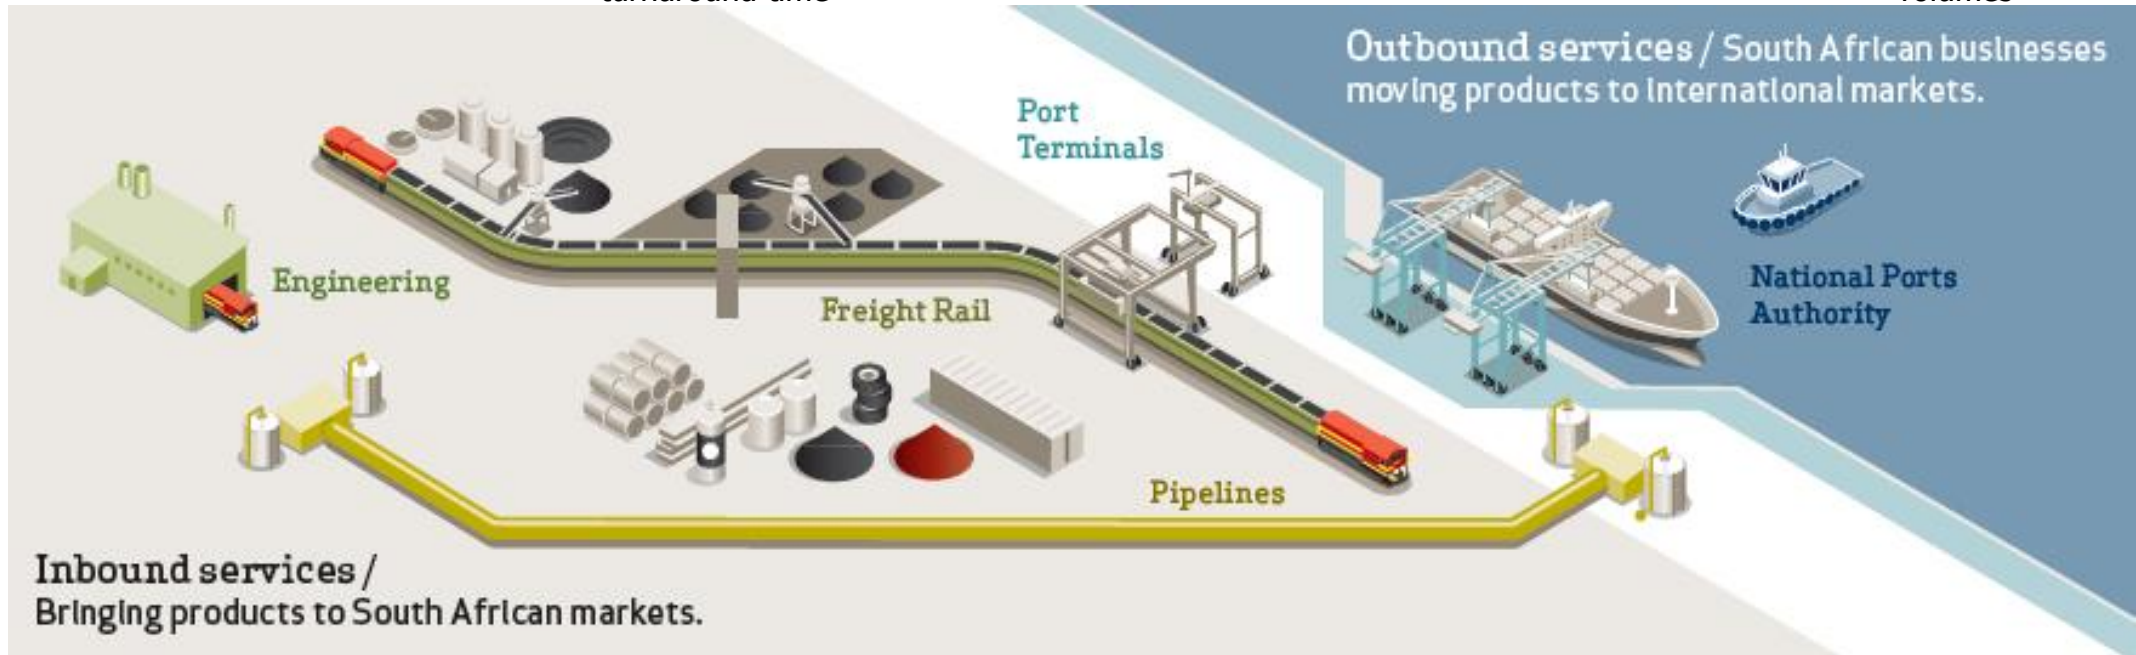 Outbound services / South African businesses
moving products to international markets.
Port
Terminals
National Ports
Authority
Engineering
Freight Rail
Pipelines
Inbound services /
Bringing products to South African markets.